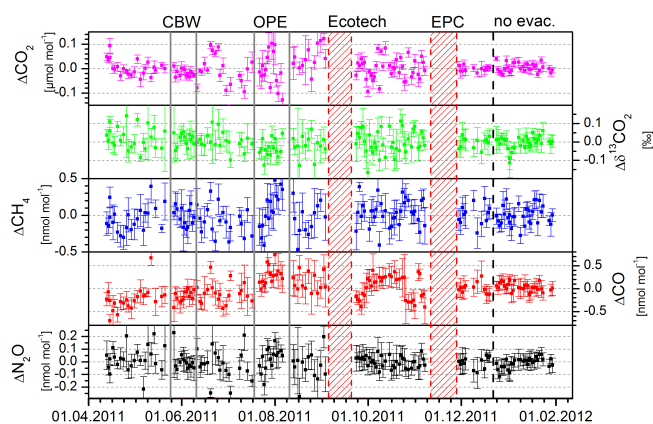 CBW OPE Ecotech EPC no evac.
ΔCO2 [µmol mol-1]
0.1
0.0
-0.1
0.1
0.0
-0.1
Δδ13CO2 [‰]
ΔCH4 [nmol mol-1]
0.5
0.0
-0.5
0.5
0.0
-0.5
ΔCO [nmol mol-1]
ΔN2O [nmol mol-1]
0.2
0.1
0.0
-0.1
-0.2
01.04.2011 01.06.2011 01.08.2011 01.10.2011 01.12.2011 01.02.2012